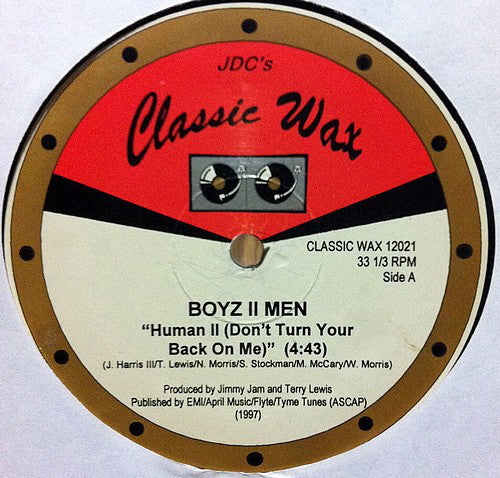 JDC's
Classic Wax
CLASSIC WAX 12021
33 1/3 RPM
Side A
BOYZ II MEN
“Human II (Don't Turn Your
Back On Me)” (4:43)
(J. Harris III/T. Lewis/N. Morris/S. Stockman/M. McCary/W. Morris)
Produced by Jimmy Jam and Terry Lewis
Published by EMI/April Music/Flyte/Tyme Tunes (ASCAP)
(1997)